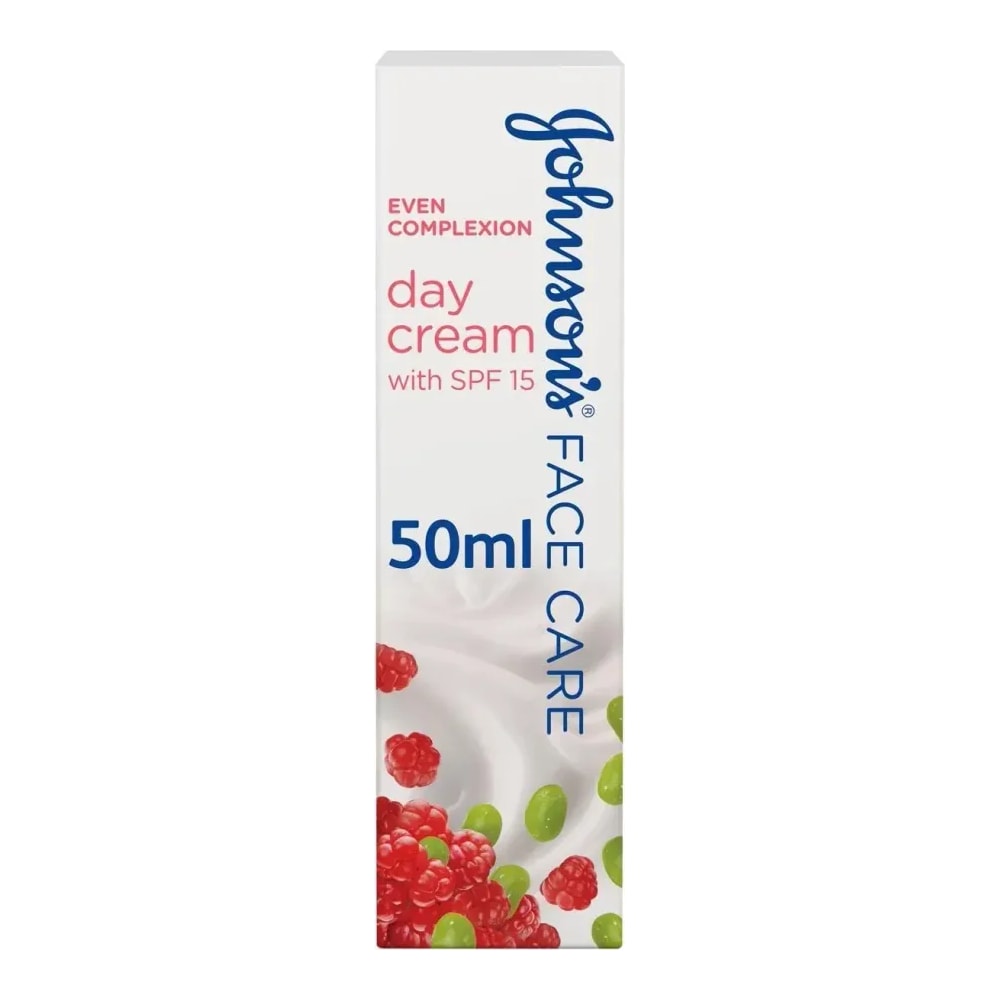 Johnson's® FACE CARE
EVEN
COMPLEXION
day
cream
with SPF 15
50ml